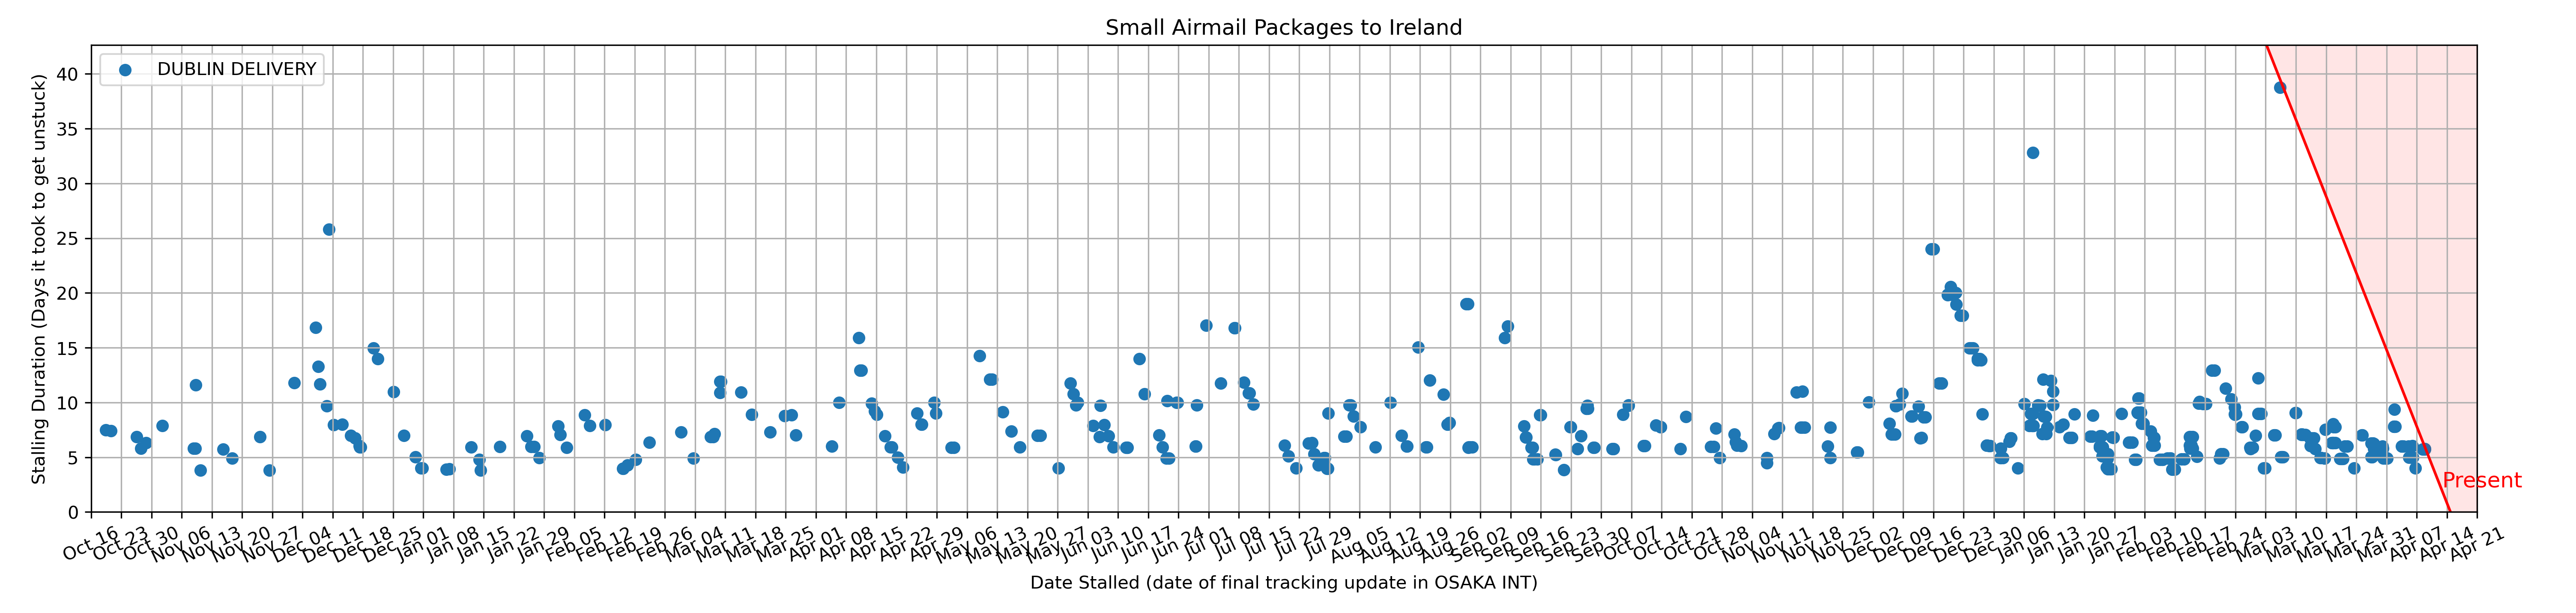 Small Airmail Packages to Ireland
DUBLIN DELIVERY
Stalling Duration (Days it took to get unstuck)
40
35
30
25
20
15
10
5
0
Present
Oct 16 Oct 23 Oct 30 Nov 06 Nov 13 Nov 20 Nov 27 Dec 04 Dec 11 Dec 18 Dec 25 Jan 01 Jan 08 Jan 15 Jan 22 Jan 29 Feb 05 Feb 12 Feb 19 Feb 26 Mar 04 Mar 11 Mar 18 Mar 25 Apr 01 Apr 08 Apr 15 Apr 22 Apr 29 May 06 May 13 May 20 May 27 Jun 03 Jun 10 Jun 17 Jun 24 Jul 01 Jul 08 Jul 15 Jul 22 Jul 29 Aug 05 Aug 12 Aug 19 Aug 26 Sep 02 Sep 09 Sep 16 Sep 23 Sep 30 Oct 07 Oct 14 Oct 21 Oct 28 Nov 04 Nov 11 Nov 18 Nov 25 Dec 02 Dec 09 Dec 16 Dec 23 Dec 30 Jan 06 Jan 13 Jan 20 Jan 27 Feb 03 Feb 10 Feb 17 Feb 24 Mar 03 Mar 10 Mar 17 Mar 24 Mar 31 Apr 07 Apr 14 Apr 21
Date Stalled (date of final tracking update in OSAKA INT)